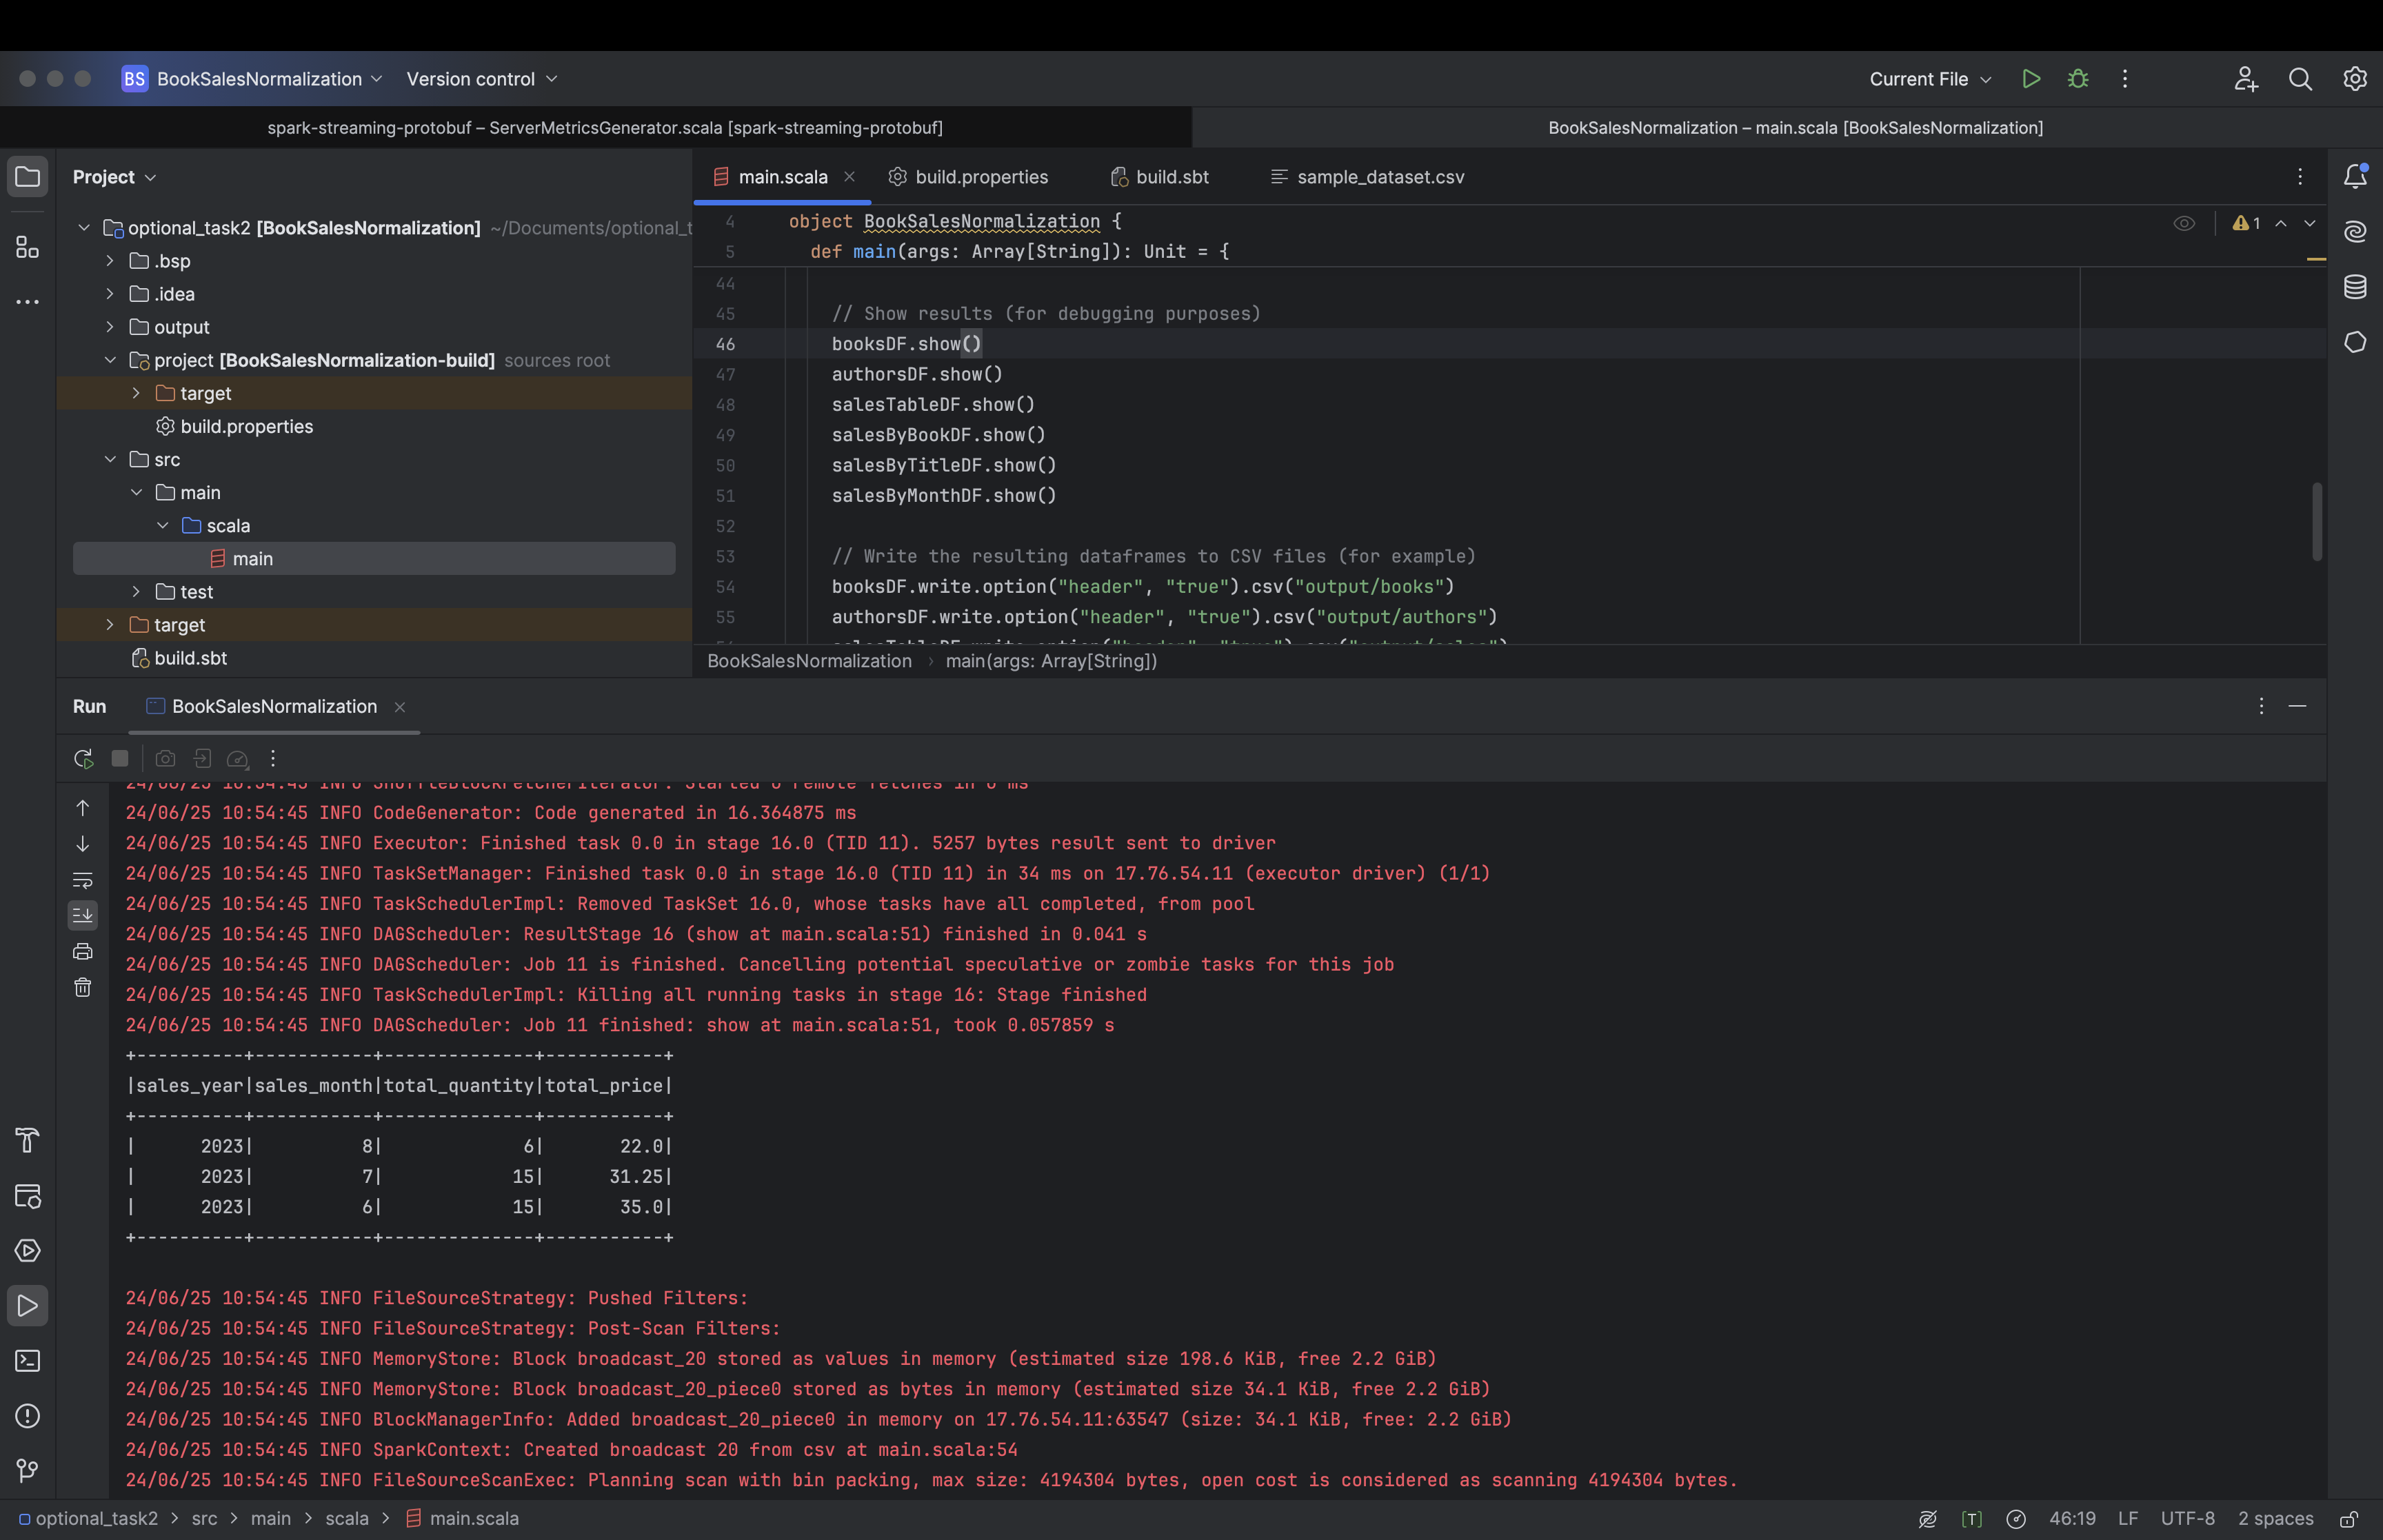 BS BookSalesNormalization Version control Current File
spark-streaming-protobuf – ServerMetricsGenerator.scala [spark-streaming-protobuf] BookSalesNormalization – main.scala [BookSalesNormalization]
Project
optional_task2 [BookSalesNormalization] ~/Documents/optional_t
.bsp
.idea
output
project [BookSalesNormalization-build] sources root
target
build.properties
src
main
scala
main
test
target
build.sbt
main.scala build.properties build.sbt sample_dataset.csv
4 object BookSalesNormalization {
1
5 def main(args: Array[String]): Unit = {
44
45 // Show results (for debugging purposes)
46 booksDF.show()
47 authorsDF.show()
48 salesTableDF.show()
49 salesByBookDF.show()
50 salesByTitleDF.show()
51 salesByMonthDF.show()
52
53 // Write the resulting dataframes to CSV files (for example)
54 booksDF.write.option("header", "true").csv("output/books")
55 authorsDF.write.option("header", "true").csv("output/authors")
salesTableDF.write.option("header", "true").csv("output/sales")
BookSalesNormalization › main(args: Array[String])
Run BookSalesNormalization
24/06/25 10:54:45 INFO ShuffleBlockFetcherIterator: Started 0 remote fetches in 0 ms
24/06/25 10:54:45 INFO CodeGenerator: Code generated in 16.364875 ms
24/06/25 10:54:45 INFO Executor: Finished task 0.0 in stage 16.0 (TID 11). 5257 bytes result sent to driver
24/06/25 10:54:45 INFO TaskSetManager: Finished task 0.0 in stage 16.0 (TID 11) in 34 ms on 17.76.54.11 (executor driver) (1/1)
24/06/25 10:54:45 INFO TaskSchedulerImpl: Removed TaskSet 16.0, whose tasks have all completed, from pool
24/06/25 10:54:45 INFO DAGScheduler: ResultStage 16 (show at main.scala:51) finished in 0.041 s
24/06/25 10:54:45 INFO DAGScheduler: Job 11 is finished. Cancelling potential speculative or zombie tasks for this job
24/06/25 10:54:45 INFO TaskSchedulerImpl: Killing all running tasks in stage 16: Stage finished
24/06/25 10:54:45 INFO DAGScheduler: Job 11 finished: show at main.scala:51, took 0.057859 s
+----------+-----------+--------------+-----------+
|sales_year|sales_month|total_quantity|total_price|
+----------+-----------+--------------+-----------+
|      2023|          8|             6|       22.0|
|      2023|          7|            15|      31.25|
|      2023|          6|            15|       35.0|
+----------+-----------+--------------+-----------+
24/06/25 10:54:45 INFO FileSourceStrategy: Pushed Filters:
24/06/25 10:54:45 INFO FileSourceStrategy: Post-Scan Filters:
24/06/25 10:54:45 INFO MemoryStore: Block broadcast_20 stored as values in memory (estimated size 198.6 KiB, free 2.2 GiB)
24/06/25 10:54:45 INFO MemoryStore: Block broadcast_20_piece0 stored as bytes in memory (estimated size 34.1 KiB, free 2.2 GiB)
24/06/25 10:54:45 INFO BlockManagerInfo: Added broadcast_20_piece0 in memory on 17.76.54.11:63547 (size: 34.1 KiB, free: 2.2 GiB)
24/06/25 10:54:45 INFO SparkContext: Created broadcast 20 from csv at main.scala:54
24/06/25 10:54:45 INFO FileSourceScanExec: Planning scan with bin packing, max size: 4194304 bytes, open cost is considered as scanning 4194304 bytes.
optional_task2 > src > main > scala > main.scala [T] 46:19 LF UTF-8 2 spaces